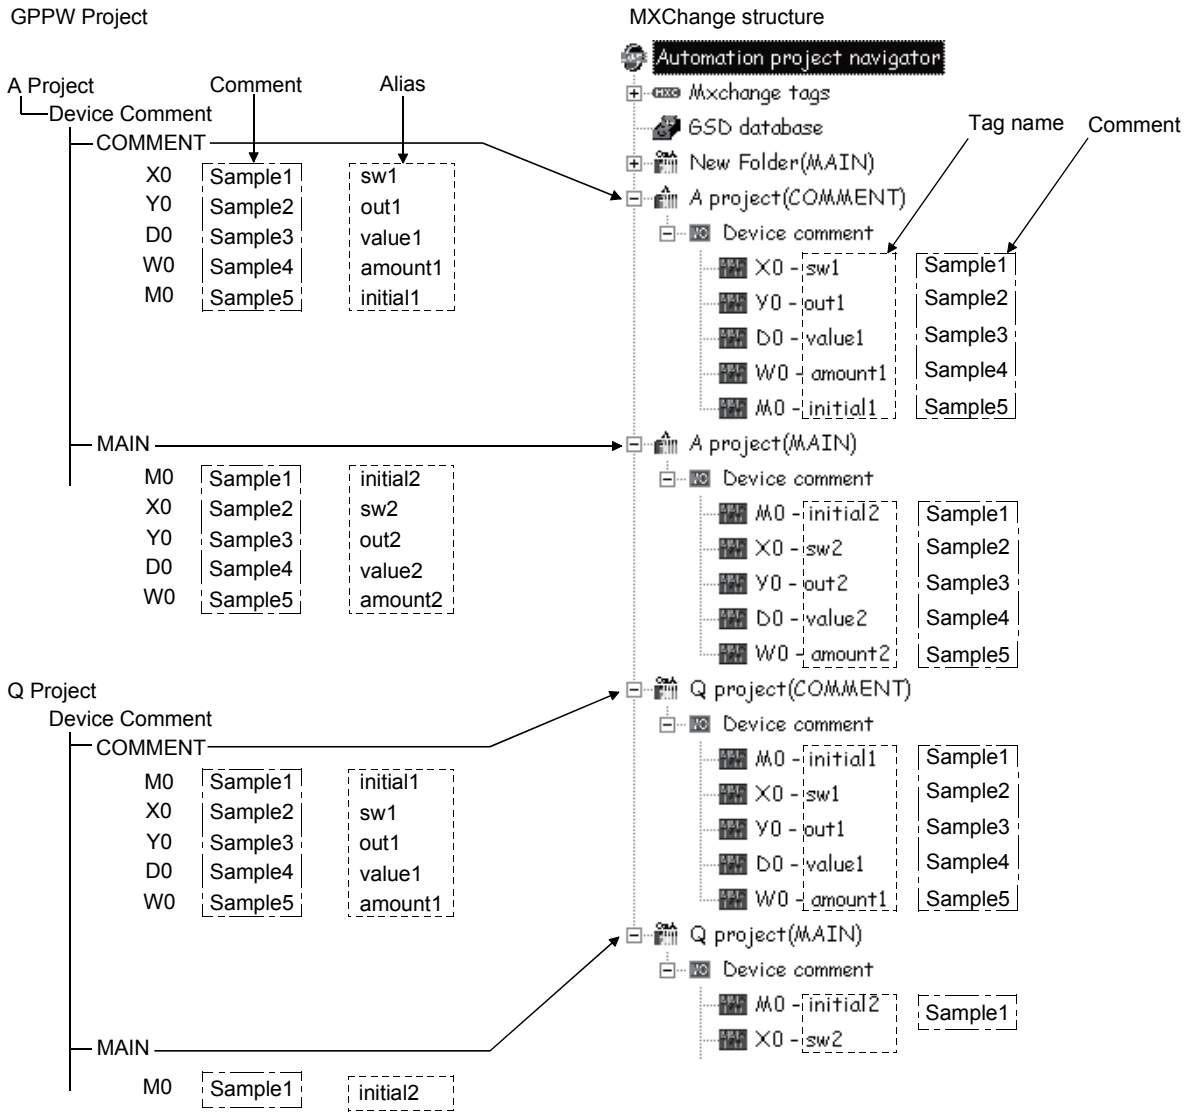 GPPW Project
A Project
Comment
Alias
Device Comment
COMMENT
X0 Sample1 sw1
Y0 Sample2 out1
D0 Sample3 value1
W0 Sample4 amount1
M0 Sample5 initial1
MAIN
M0 Sample1 initial2
X0 Sample2 sw2
Y0 Sample3 out2
D0 Sample4 value2
W0 Sample5 amount2
Q Project
Device Comment
COMMENT
M0 Sample1 initial1
X0 Sample2 sw1
Y0 Sample3 out1
D0 Sample4 value1
W0 Sample5 amount1
MAIN
M0 Sample1 initial2
MXChange structure
Automation project navigator
Mxchange tags
GSD database
Tag name
Comment
New Folder(MAIN)
A project(COMMENT)
Device comment
X0 - sw1 Sample1
Y0 - out1 Sample2
D0 - value1 Sample3
W0 - amount1 Sample4
M0 - initial1 Sample5
A project(MAIN)
Device comment
M0 - initial2 Sample1
X0 - sw2 Sample2
Y0 - out2 Sample3
D0 - value2 Sample4
W0 - amount2 Sample5
Q project(COMMENT)
Device comment
M0 - initial1 Sample1
X0 - sw1 Sample2
Y0 - out1 Sample3
D0 - value1 Sample4
W0 - amount1 Sample5
Q project(MAIN)
Device comment
M0 - initial2 Sample1
X0 - sw2